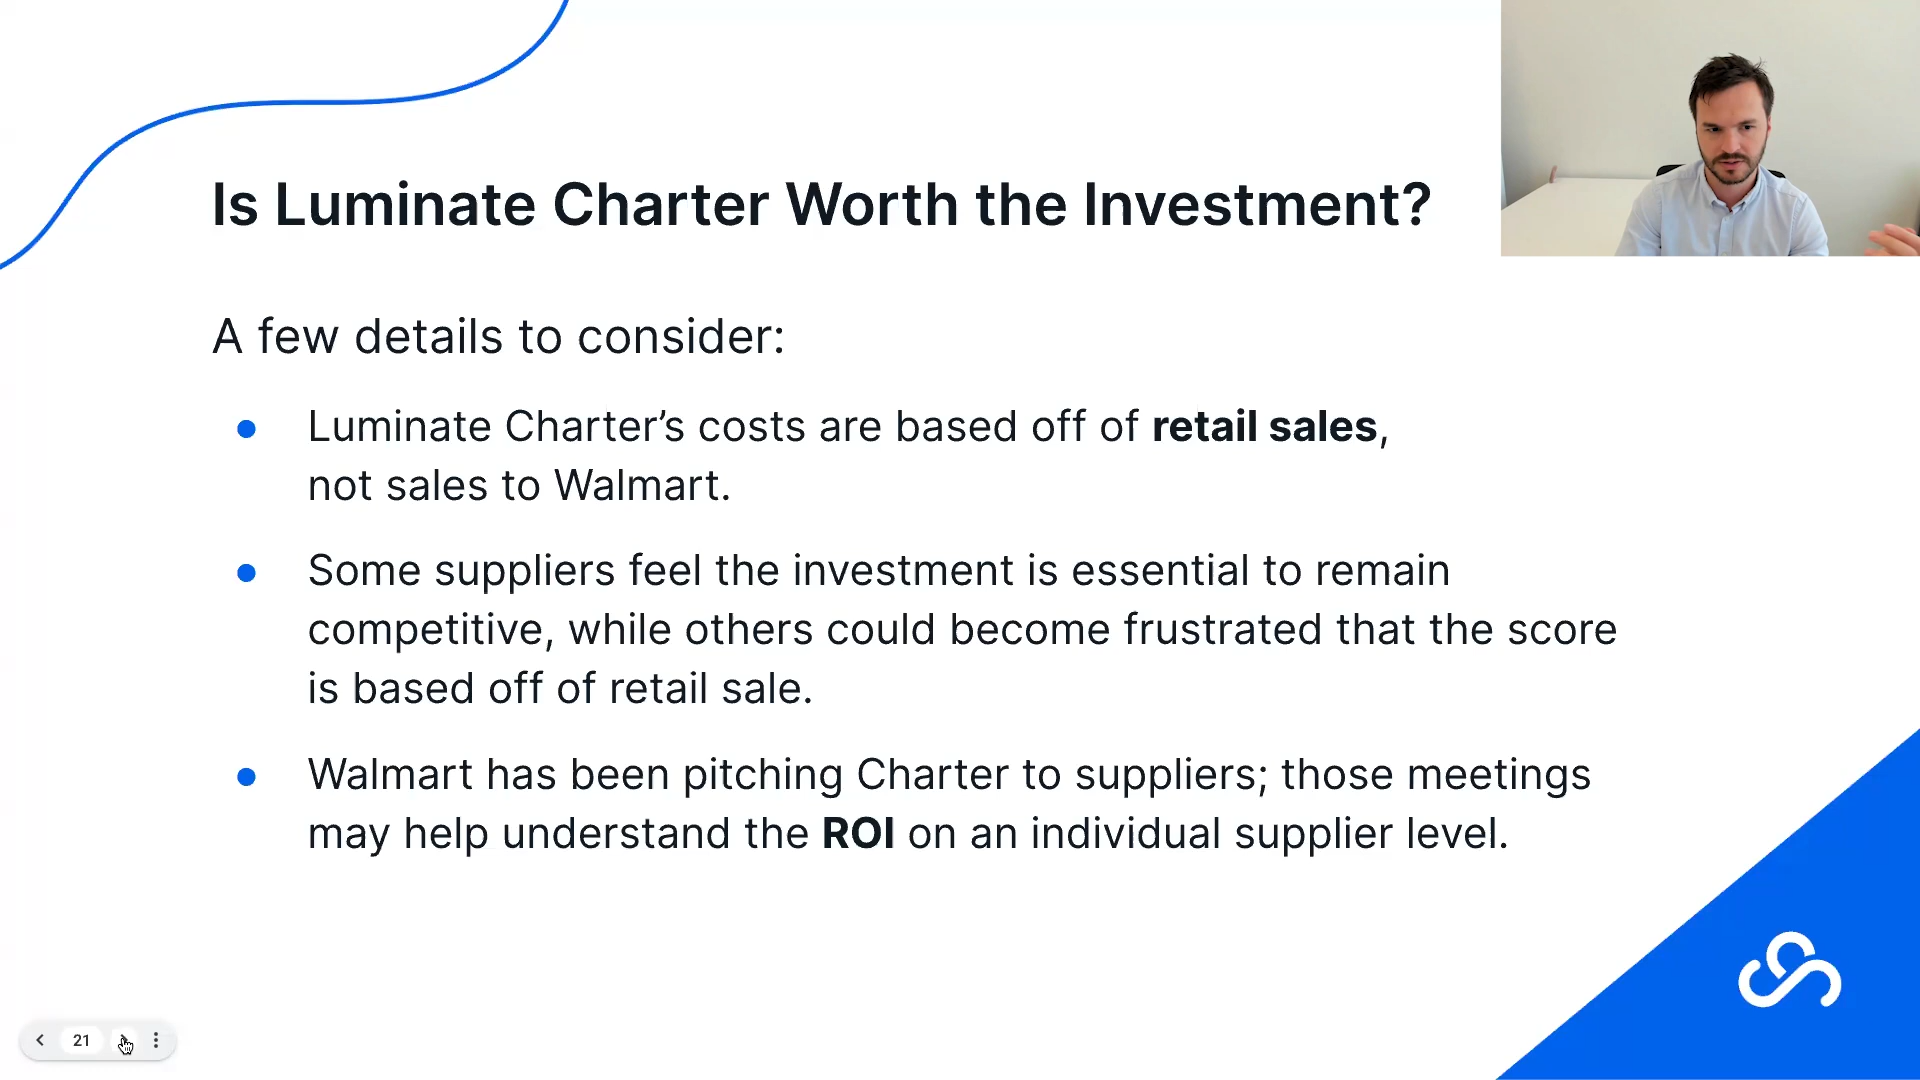 Is Luminate Charter Worth the Investment?
A few details to consider:
Luminate Charter’s costs are based off of retail sales,
not sales to Walmart.
Some suppliers feel the investment is essential to remain
competitive, while others could become frustrated that the score
is based off of retail sale.
Walmart has been pitching Charter to suppliers; those meetings
may help understand the ROI on an individual supplier level.
21